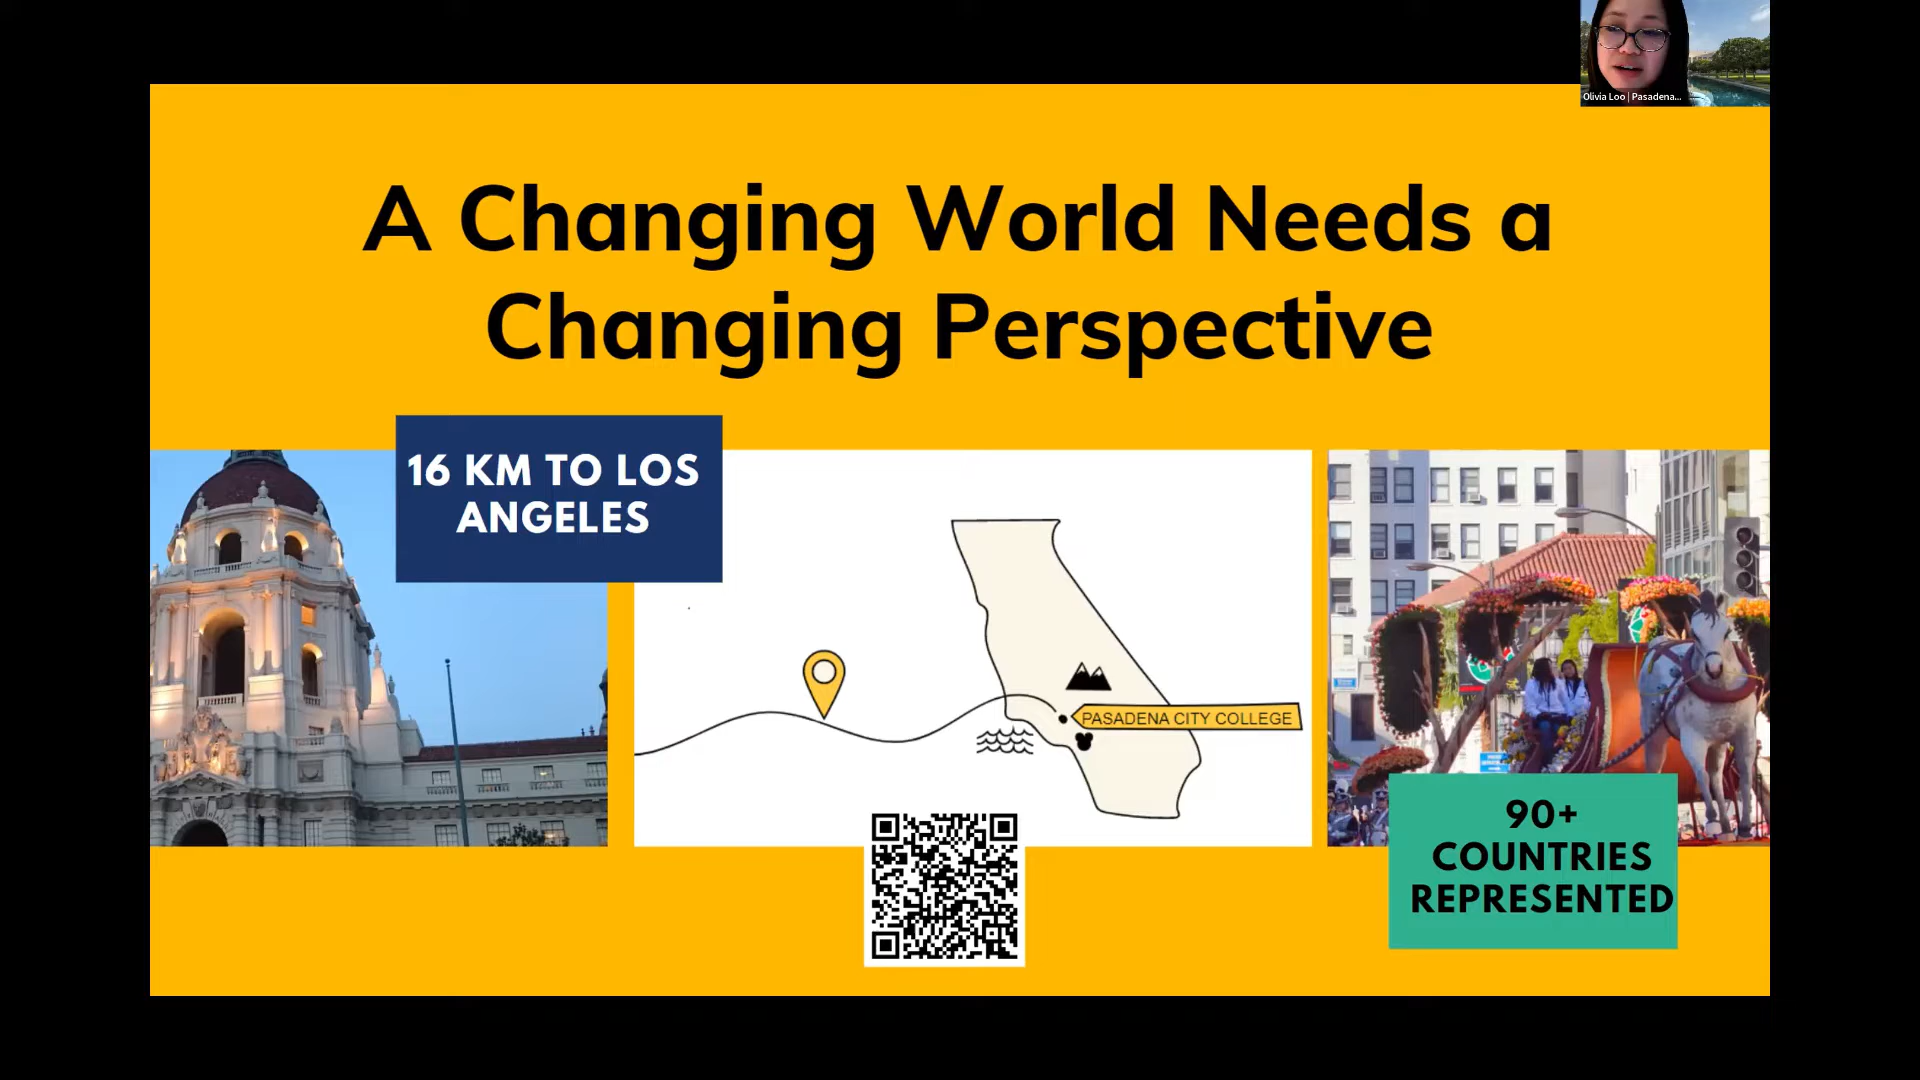 Olivia Loo | Pasadena...
A Changing World Needs a
Changing Perspective
16 KM TO LOS
ANGELES
PASADENA CITY COLLEGE
90+
COUNTRIES
REPRESENTED